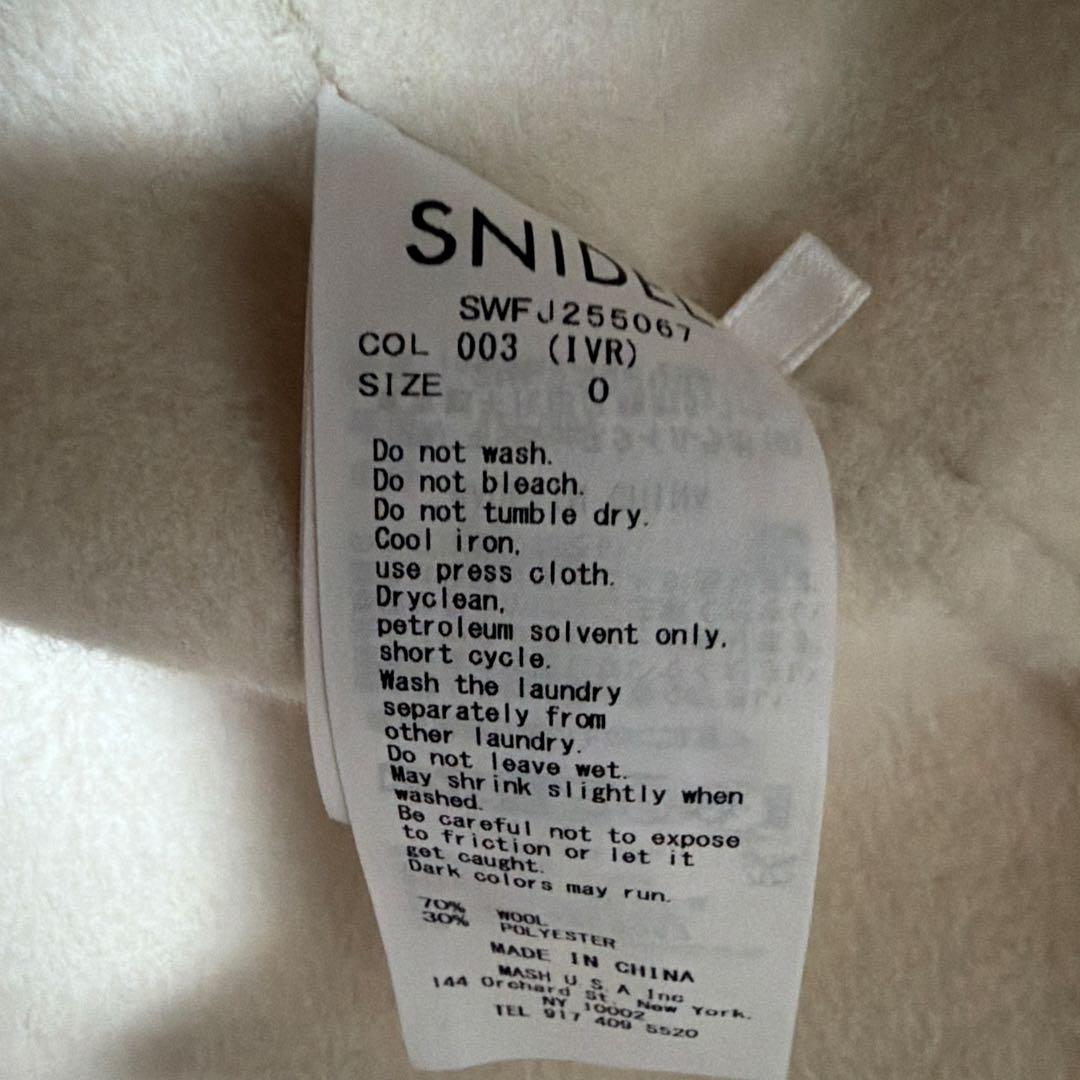 SNIDEL
SWFJ255067
COL 003 (IVR)
SIZE 0
Do not wash.
Do not bleach.
Do not tumble dry.
Cool iron,
use press cloth.
Dryclean,
petroleum solvent only,
short cycle.
Wash the laundry
separately from
other laundry.
Do not leave wet.
May shrink slightly when
washed.
Be careful not to expose
to friction or let it
get caught.
Dark colors may run.
70% WOOL
30% POLYESTER
MADE IN CHINA
MASH U.S.A Inc
144 Orchard St. New York.
NY 10002
TEL 917 409 5520